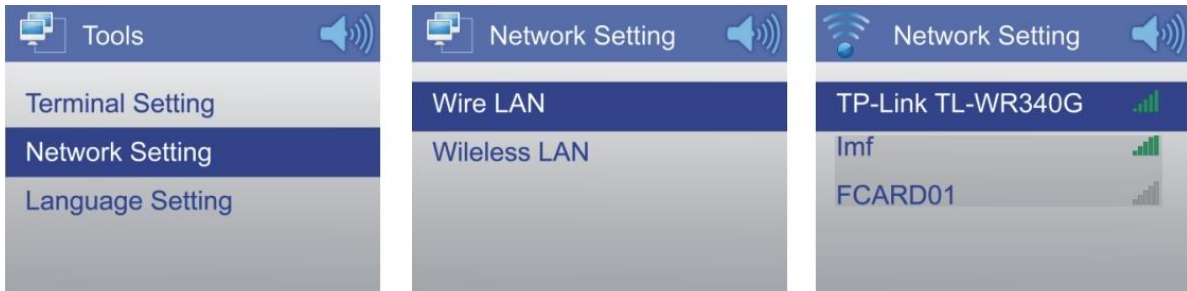 Tools
Terminal Setting
Network Setting
Language Setting
Network Setting
Wire LAN
Wileless LAN
Network Setting
TP-Link TL-WR340G
lmf
FCARD01